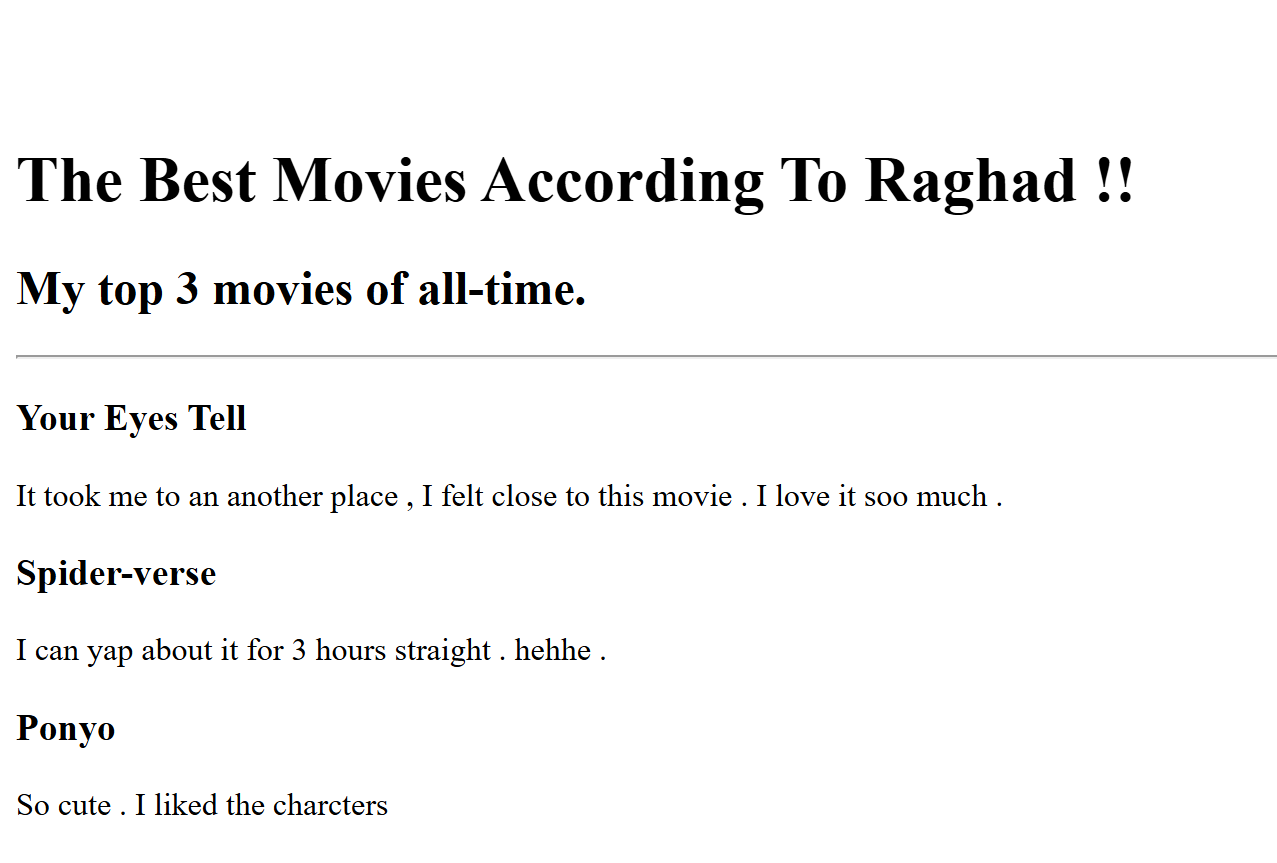 The Best Movies According To Raghad !!
My top 3 movies of all-time.
Your Eyes Tell
It took me to an another place , I felt close to this movie . I love it soo much .
Spider-verse
I can yap about it for 3 hours straight . hehhe .
Ponyo
So cute . I liked the charcters